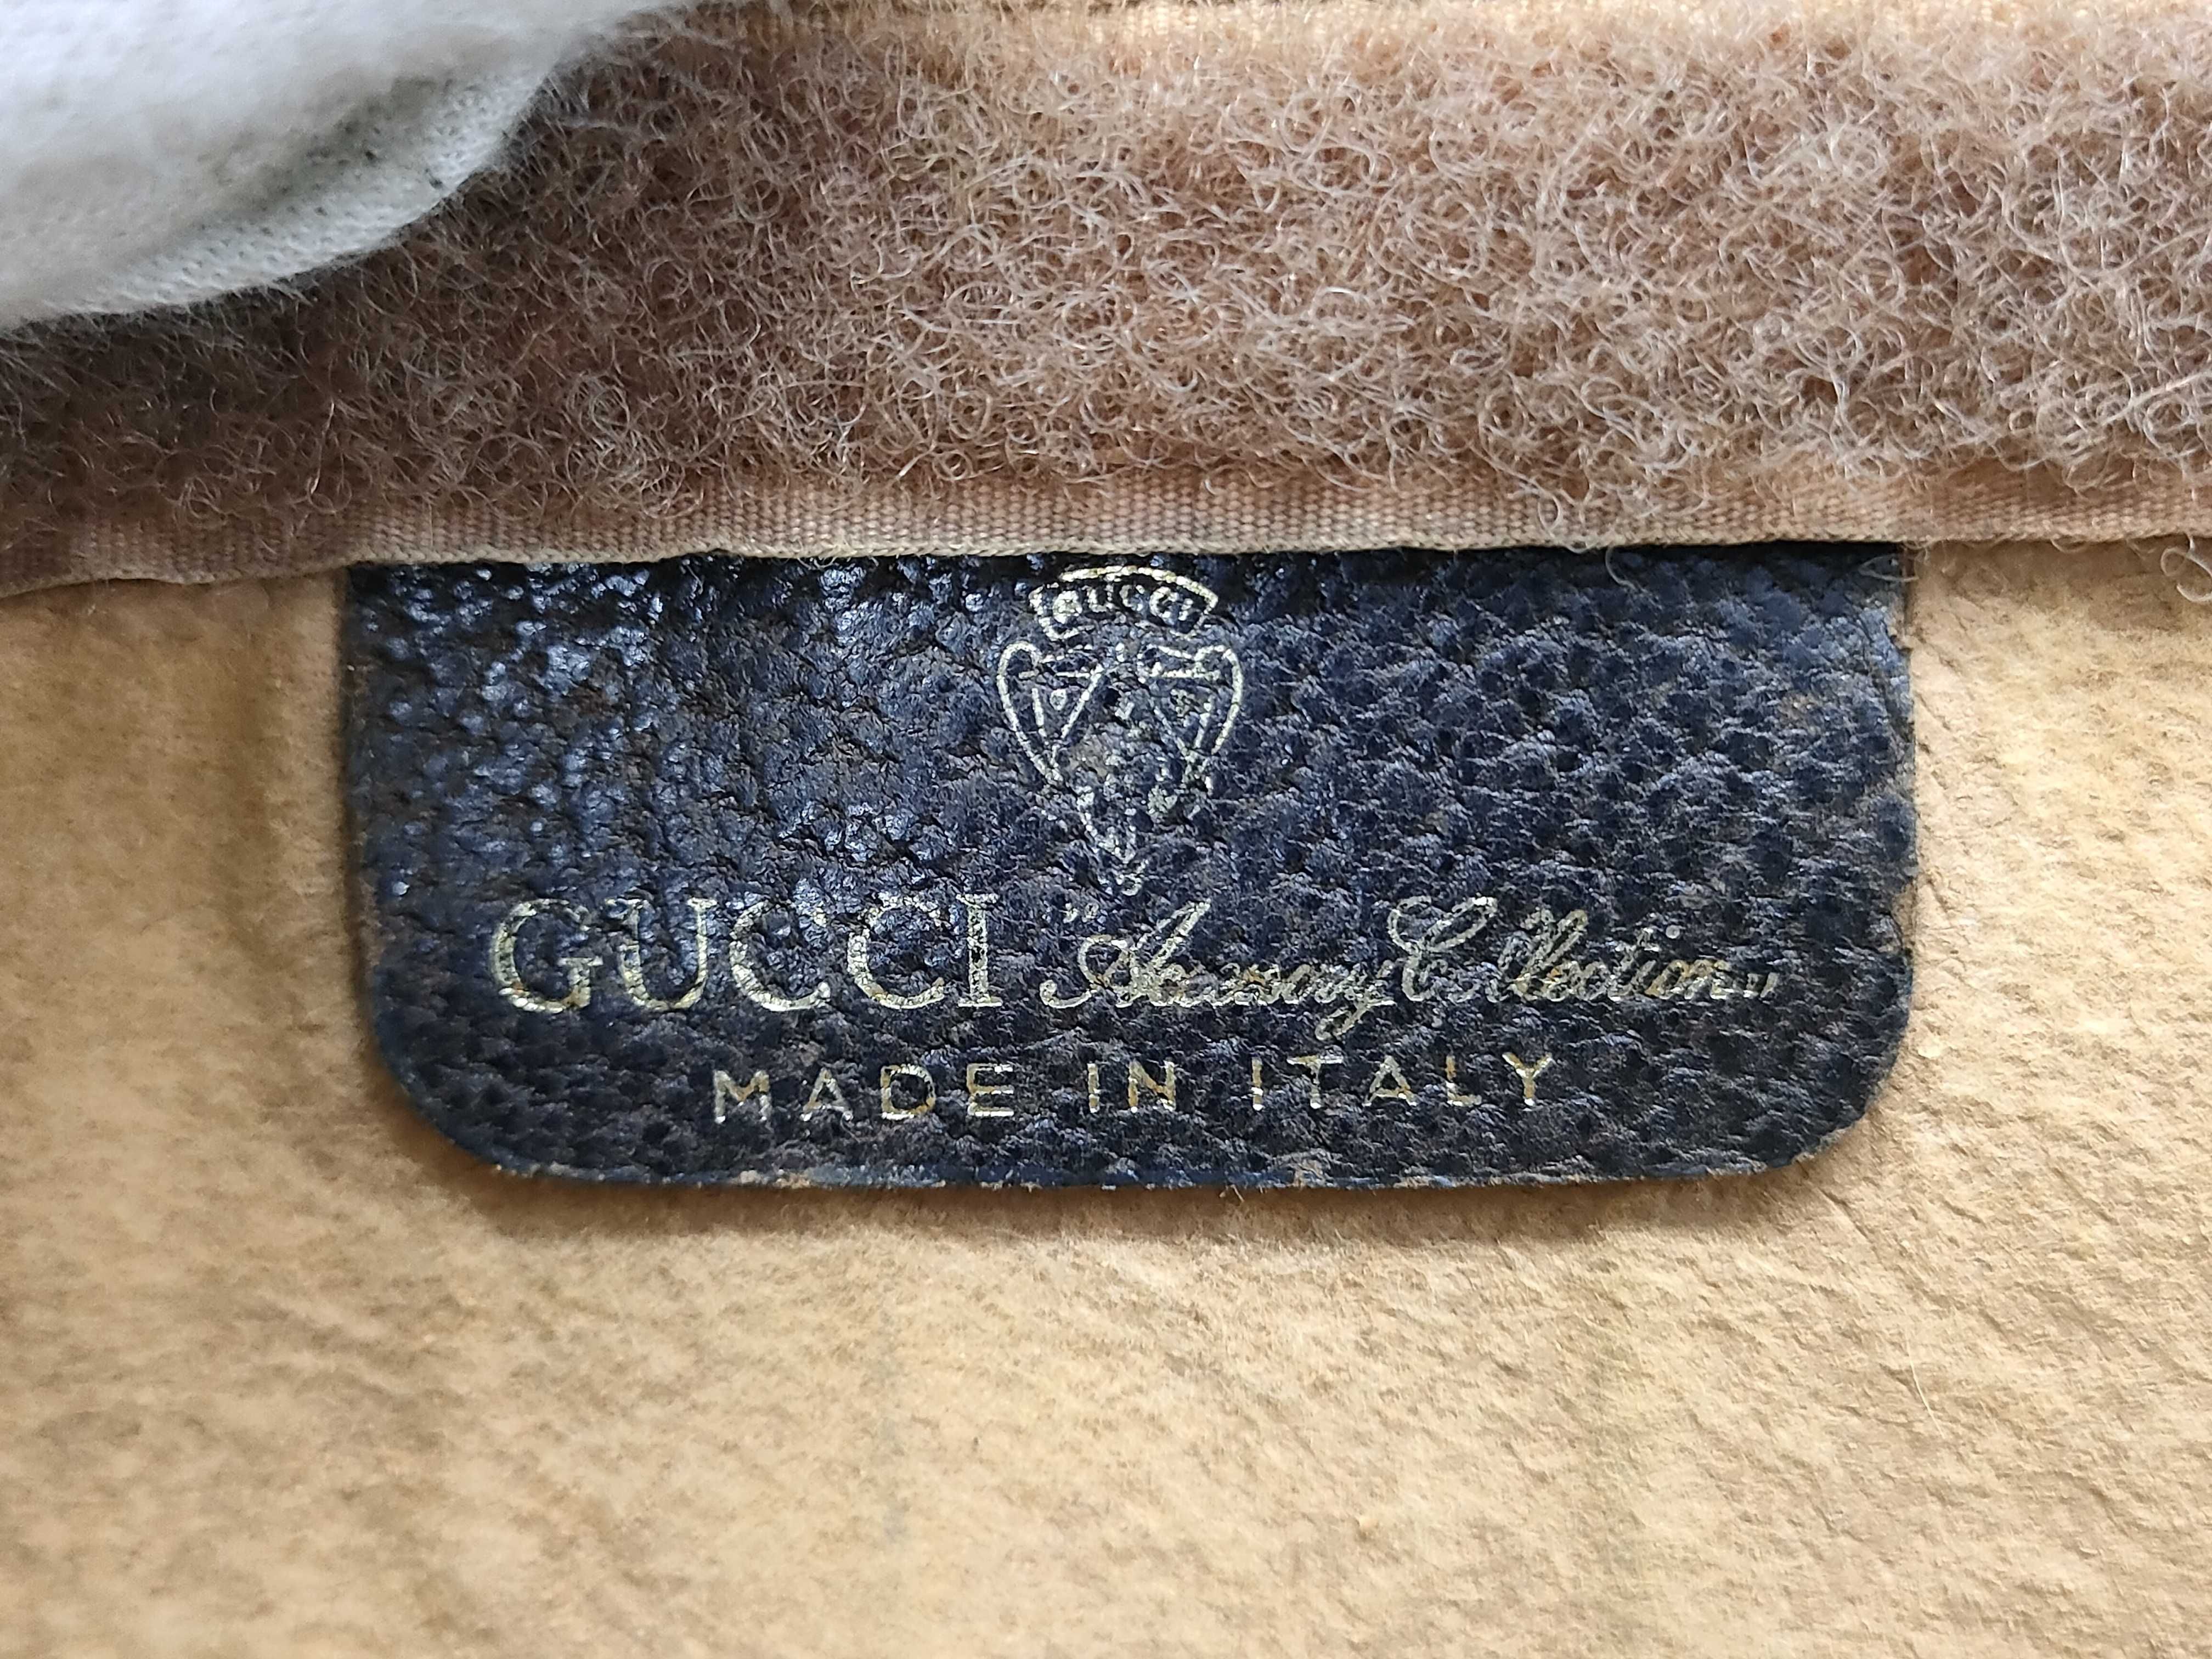 GUCCI
GUCCI "Accessory Collection"
MADE IN ITALY